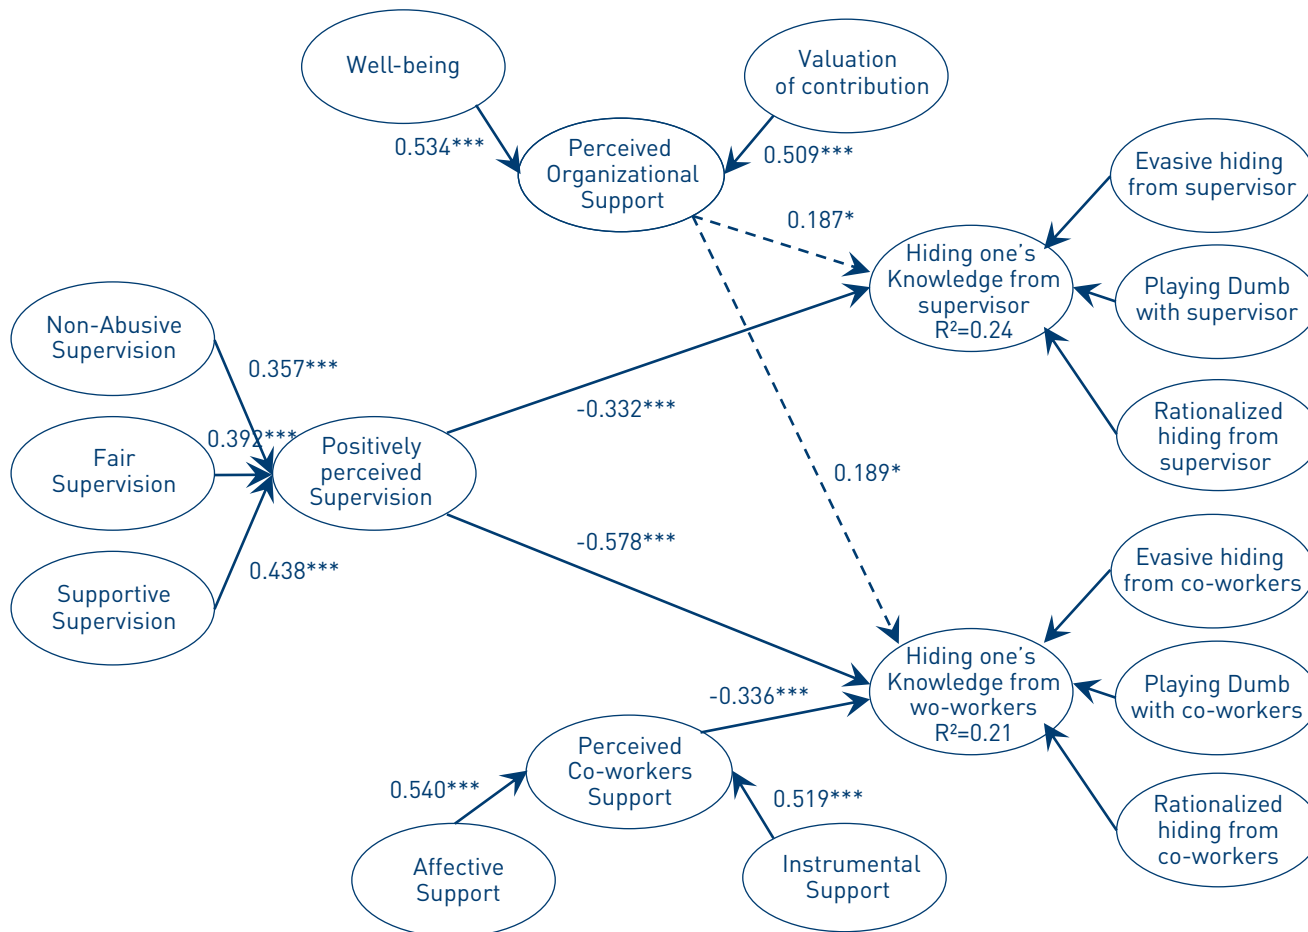 Well-being
Valuation
of contribution
0.534***
0.509***
Perceived
Organizational
Support
Evasive hiding
from supervisor
0.187*
Hiding one's
Knowledge from
supervisor
R²=0.24
Playing Dumb
with supervisor
Non-Abusive
Supervision
0.357***
-0.332***
Rationalized
hiding from
supervisor
Fair
Supervision
0.392***
Positively
perceived
Supervision
0.189*
-0.578***
Supportive
Supervision
0.438***
Evasive hiding
from co-workers
Hiding one's
Knowledge from
wo-workers
R²=0.21
Playing Dumb
with co-workers
-0.336***
Perceived
Co-workers
Support
0.540***
0.519***
Rationalized
hiding from
co-workers
Affective
Support
Instrumental
Support